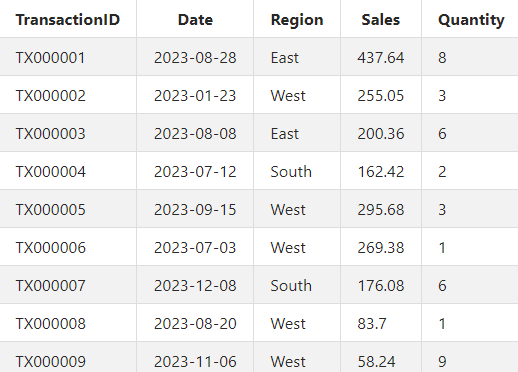 TransactionID Date Region Sales Quantity
TX000001 2023-08-28 East 437.64 8
TX000002 2023-01-23 West 255.05 3
TX000003 2023-08-08 East 200.36 6
TX000004 2023-07-12 South 162.42 2
TX000005 2023-09-15 West 295.68 3
TX000006 2023-07-03 West 269.38 1
TX000007 2023-12-08 South 176.08 6
TX000008 2023-08-20 West 83.7 1
TX000009 2023-11-06 West 58.24 9